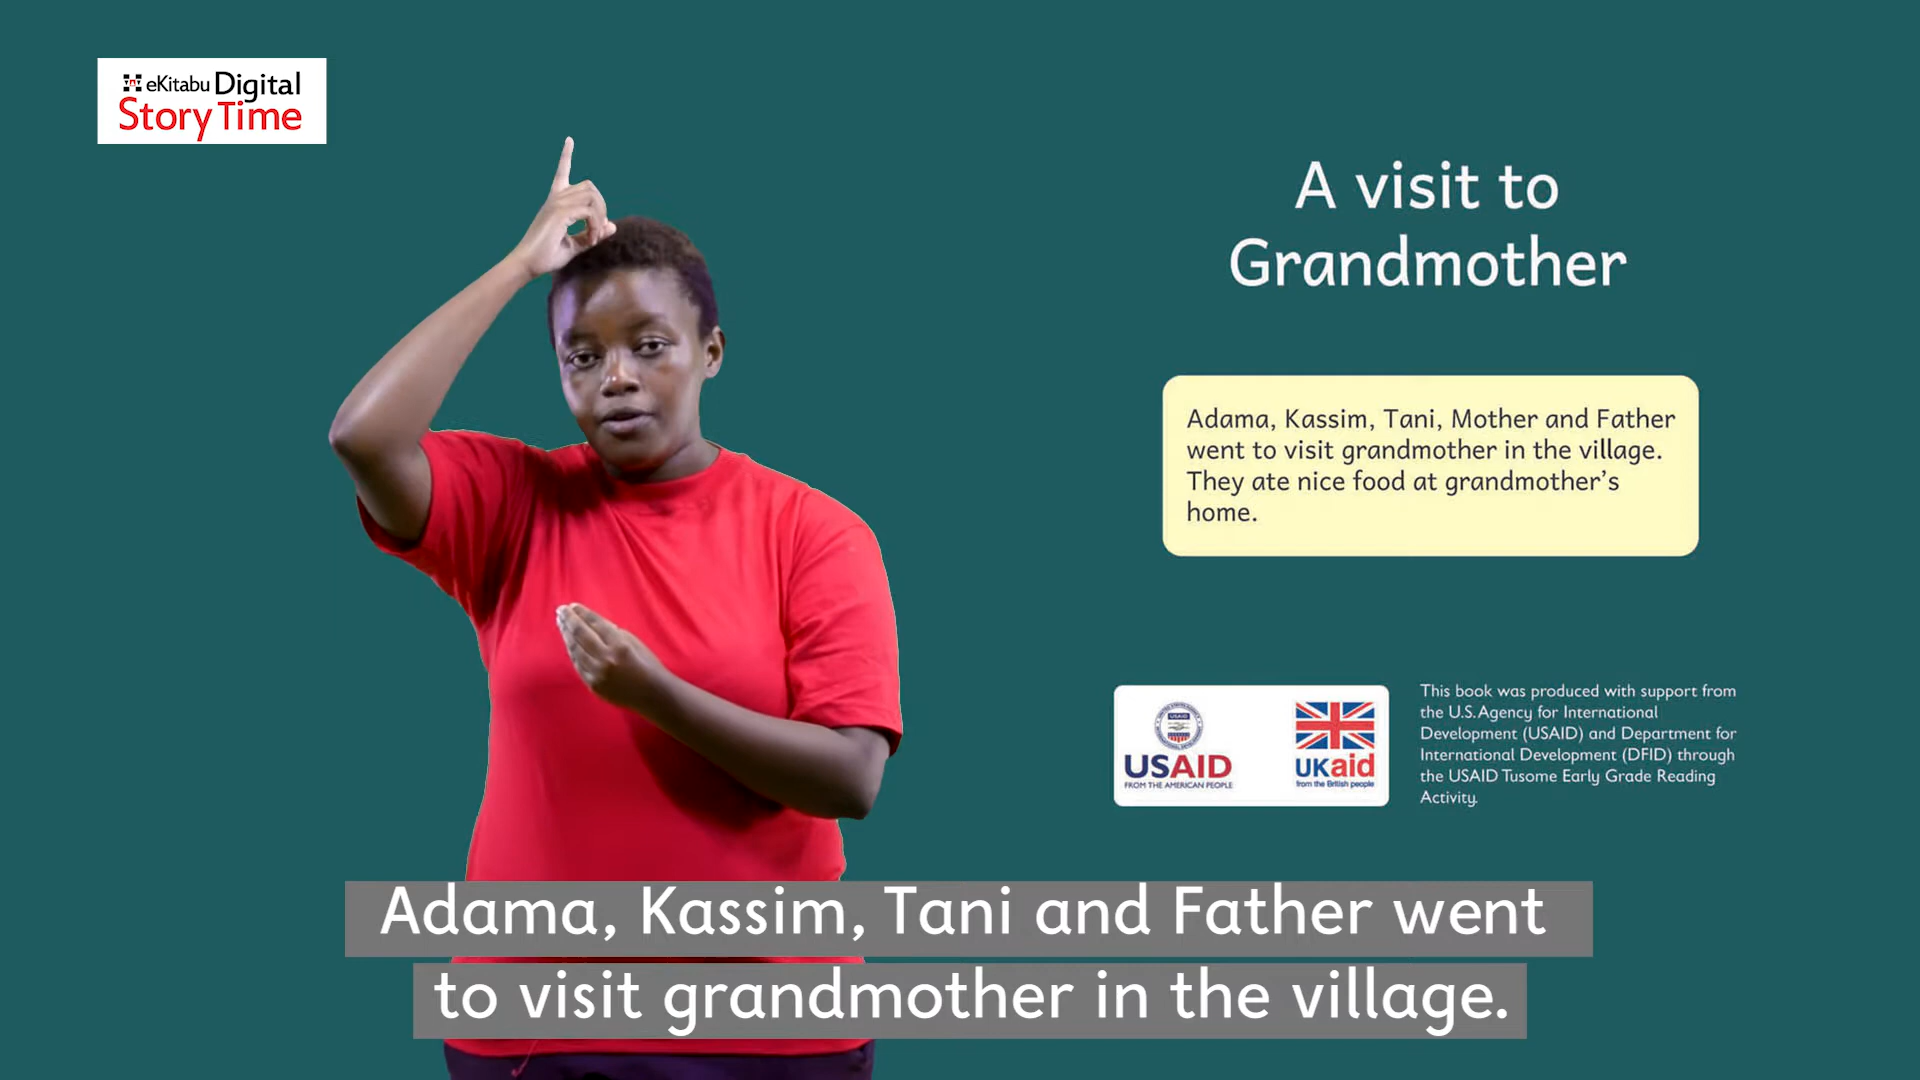 eKitabu Digital
Story Time
A visit to
Grandmother
Adama, Kassim, Tani, Mother and Father
went to visit grandmother in the village.
They ate nice food at grandmother's
home.
USAID
USAID
FROM THE AMERICAN PEOPLE
UKaid
from the British people
This book was produced with support from
the U.S. Agency for International
Development (USAID) and Department for
International Development (DFID) through
the USAID Tusome Early Grade Reading
Activity.
Adama, Kassim, Tani and Father went
to visit grandmother in the village.